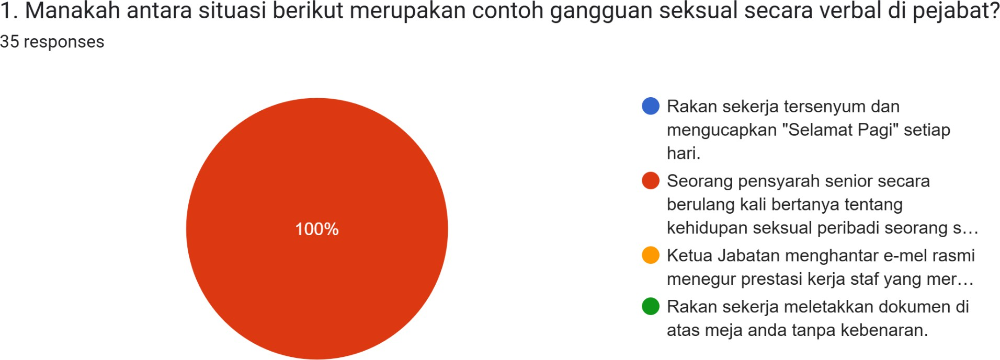 1. Manakah antara situasi berikut merupakan contoh gangguan seksual secara verbal di pejabat?
35 responses
100%
Rakan sekerja tersenyum dan
mengucapkan "Selamat Pagi" setiap
hari.
Seorang pensyarah senior secara
berulang kali bertanya tentang
kehidupan seksual peribadi seorang s...
Ketua Jabatan menghantar e-mel rasmi
menegur prestasi kerja staf yang mer...
Rakan sekerja meletakkan dokumen di
atas meja anda tanpa kebenaran.